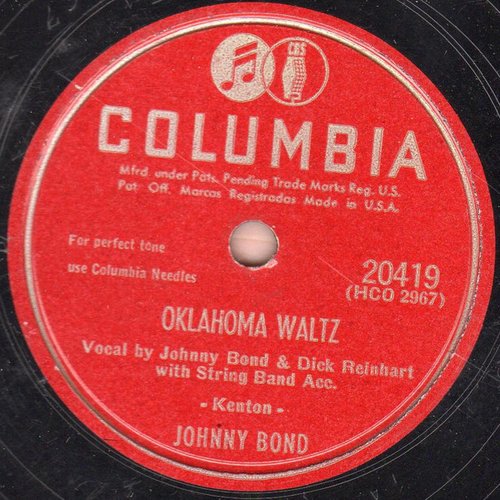 CBS
COLUMBIA
Mfrd. under Pats. Pending Trade Marks Reg. U.S.
Pat. Off. Marcas Registradas Made in U.S.A.
For perfect tone
use Columbia Needles
20419
(HCO 2967)
OKLAHOMA WALTZ
Vocal by Johnny Bond & Dick Reinhart
with String Band Acc.
- Kenton -
JOHNNY BOND